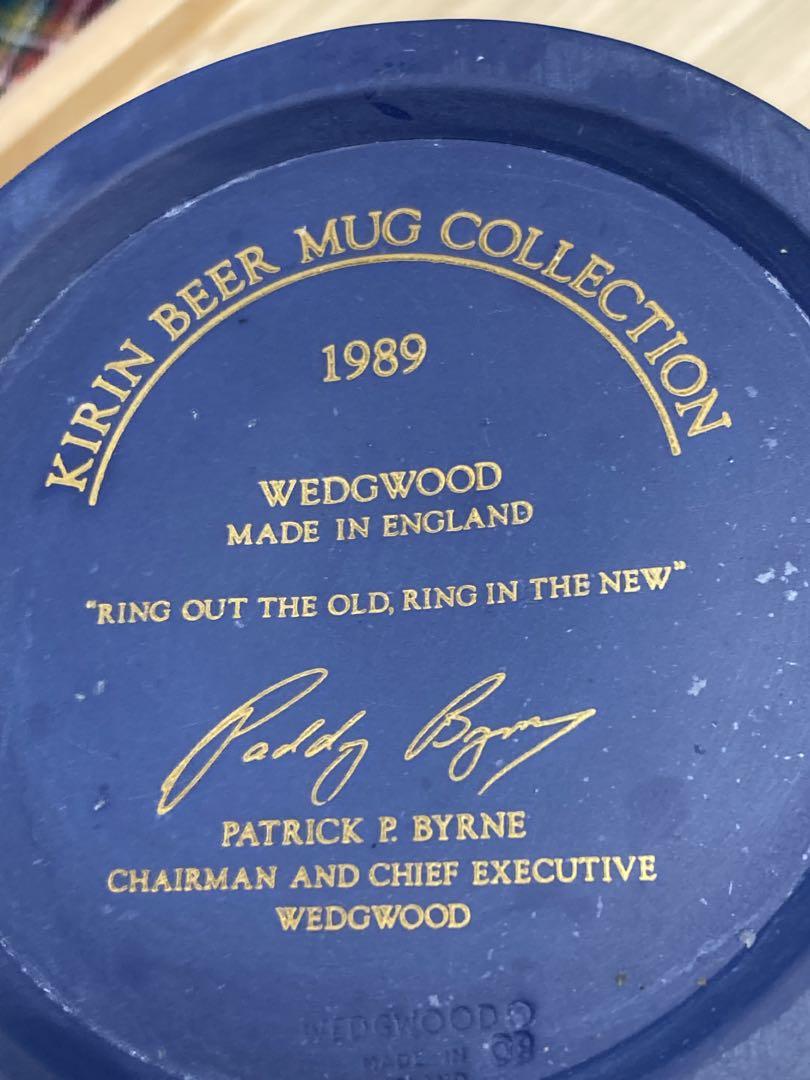 KIRIN BEER MUG COLLECTION
1989
WEDGWOOD
MADE IN ENGLAND
"RING OUT THE OLD, RING IN THE NEW"
Paddy Byrne
PATRICK P. BYRNE
CHAIRMAN AND CHIEF EXECUTIVE
WEDGWOOD
WEDGWOOD
MADE IN